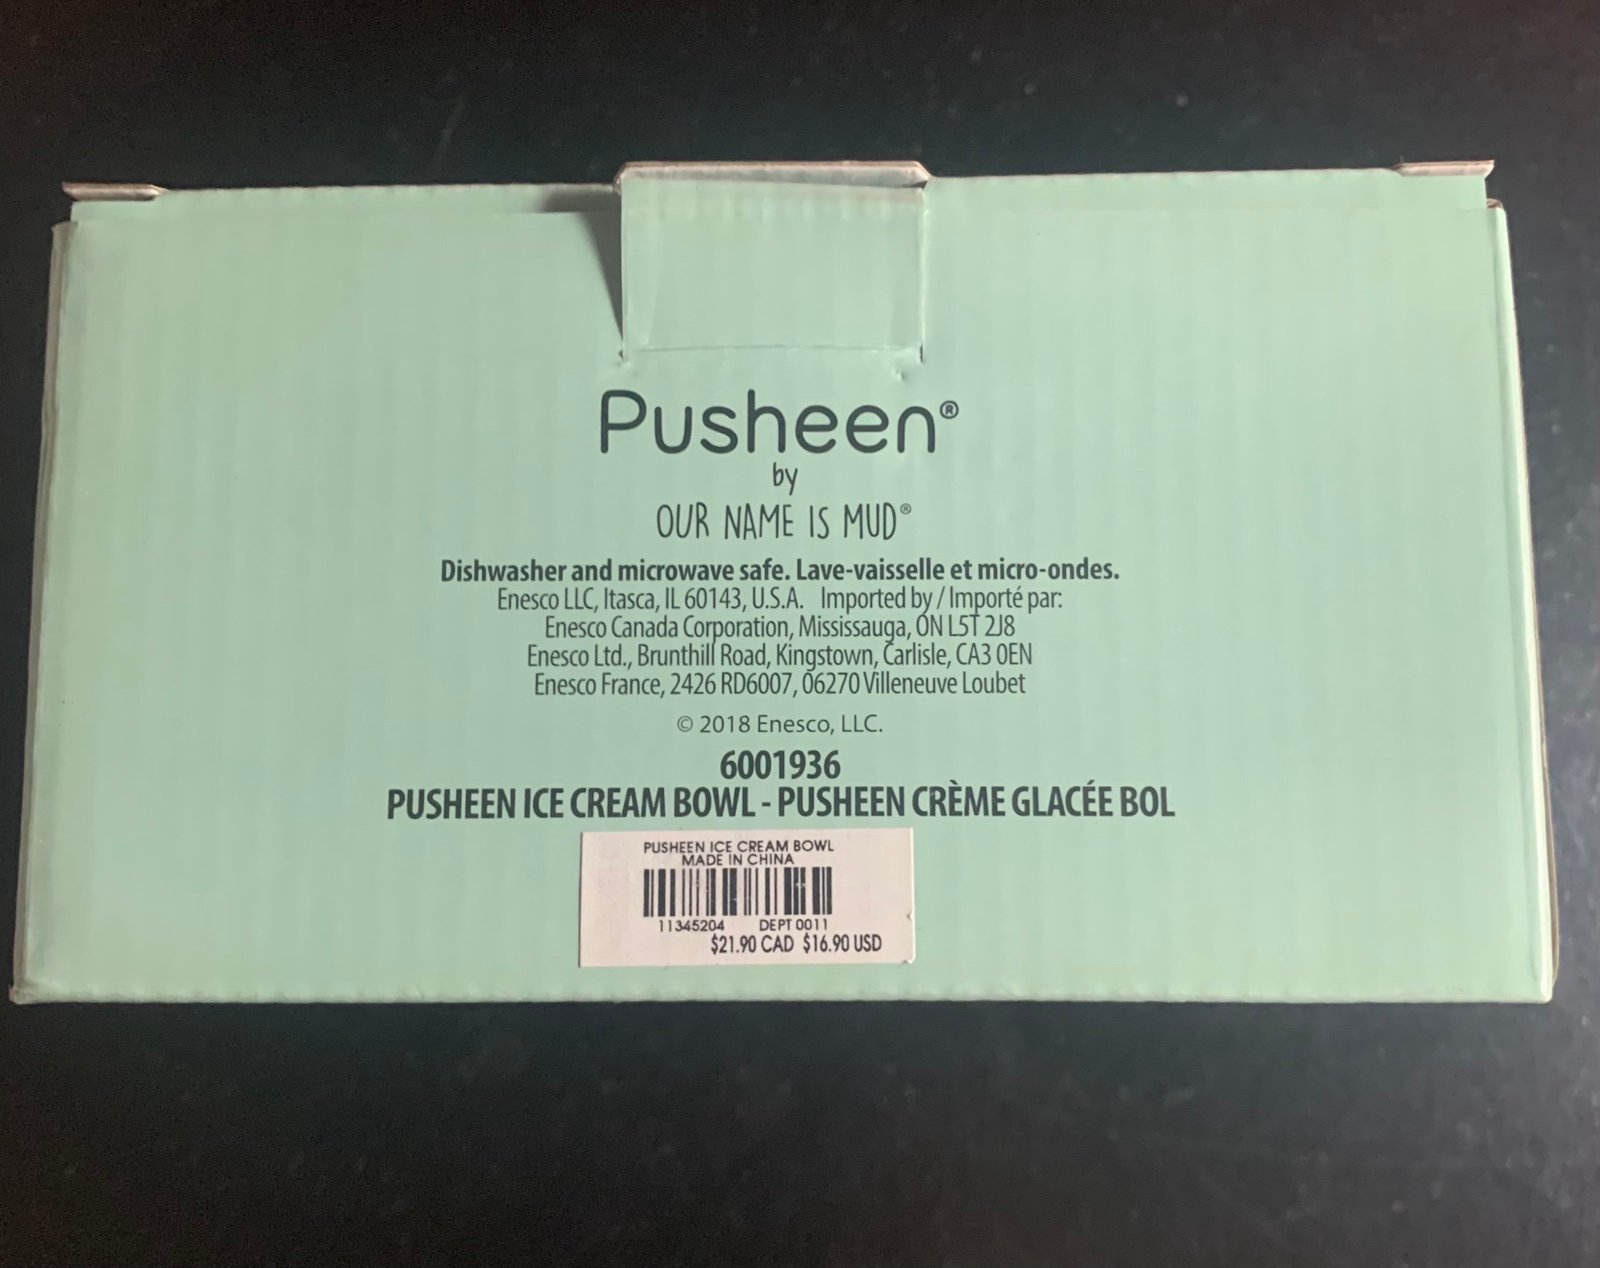 Pusheen®
by
OUR NAME IS MUD®
Dishwasher and microwave safe. Lave-vaisselle et micro-ondes.
Enesco LLC, Itasca, IL 60143, U.S.A. Imported by / Importé par:
Enesco Canada Corporation, Mississauga, ON L5T 2J8
Enesco Ltd., Brunthill Road, Kingstown, Carlisle, CA3 0EN
Enesco France, 2426 RD6007, 06270 Villeneuve Loubet
© 2018 Enesco, LLC.
6001936
PUSHEEN ICE CREAM BOWL - PUSHEEN CRÈME GLACÉE BOL
PUSHEEN ICE CREAM BOWL
MADE IN CHINA
11345204 DEPT 0011
$21.90 CAD $16.90 USD